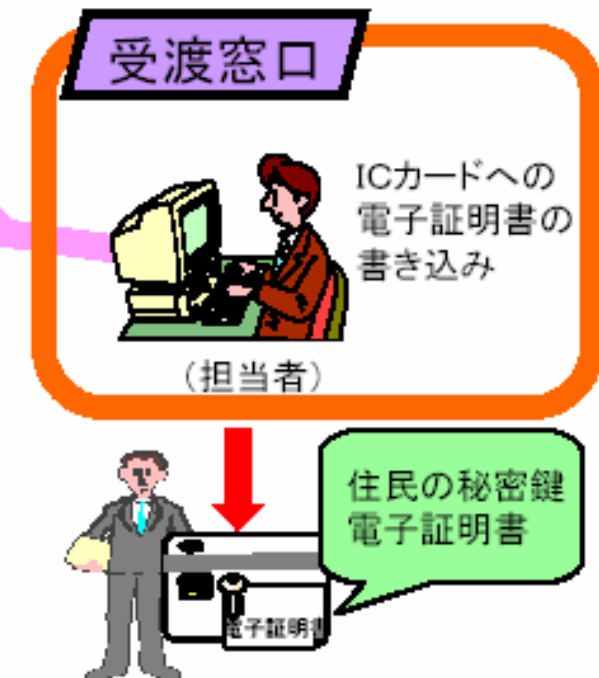 受渡窓口
ICカードへの
電子証明書の
書き込み
（担当者）
住民の秘密鍵
電子証明書
電子証明書